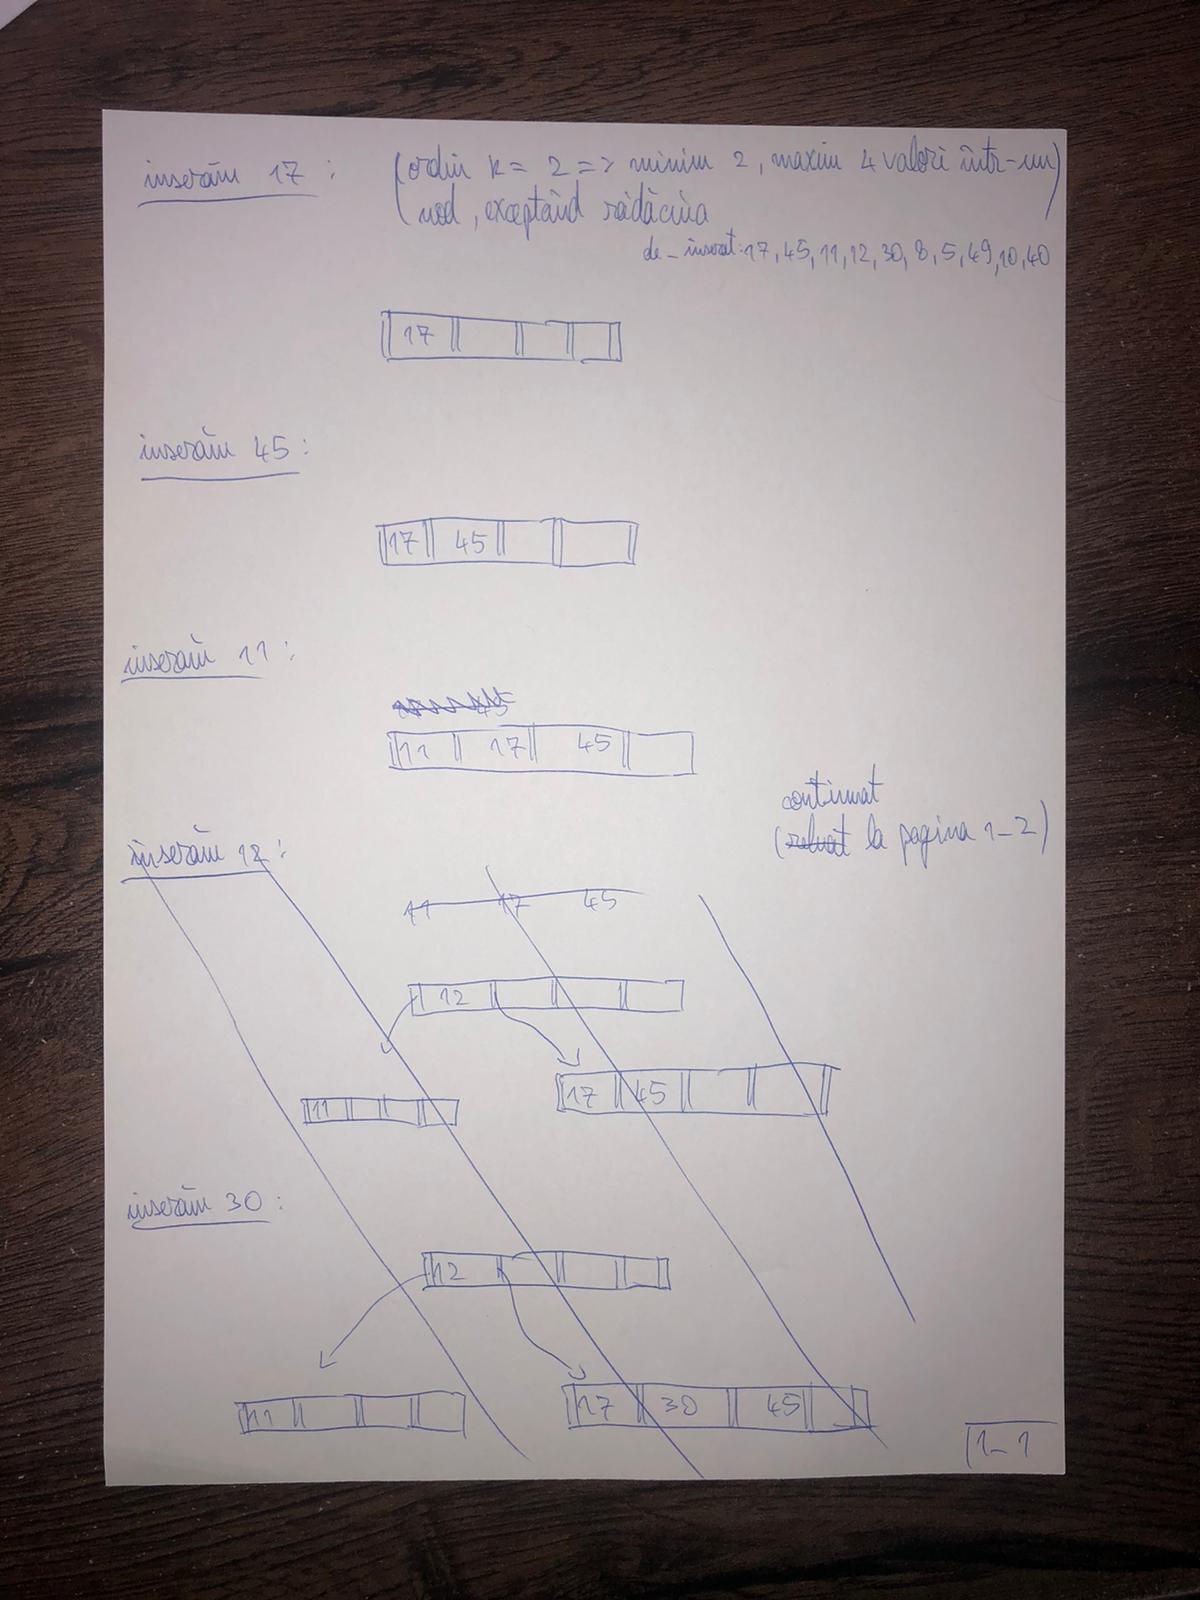 inserăm 17 : (ordin k = 2 => minim 2, maxim 4 valori într-un
nod, exceptând rădăcina)
de-inserat: 17, 45, 11, 12, 30, 8, 5, 49, 10, 40
17
inserăm 45 :
17 45
inserăm 11 :
11 17 45
continuat
(reluat la pagina 1-2)
inserăm 12 :
11 17 45
12
17 45
11
inserăm 30 :
12
11 17 30 45
1-1